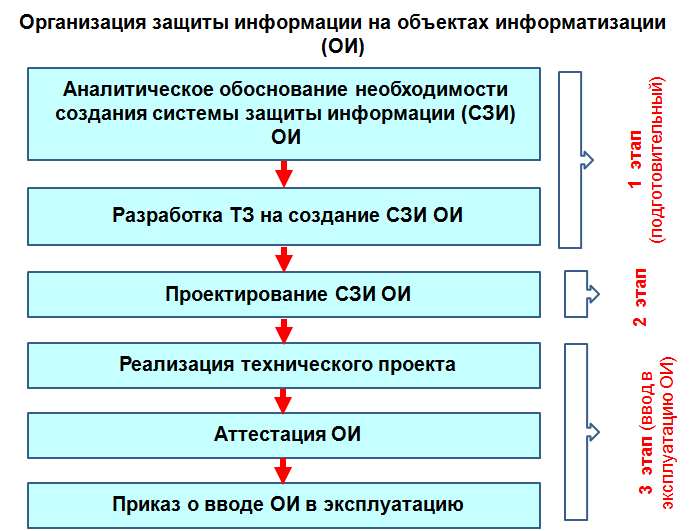 Организация защиты информации на объектах информатизации
(ОИ)
Аналитическое обоснование необходимости
создания системы защиты информации (СЗИ)
ОИ
Разработка ТЗ на создание СЗИ ОИ
1 этап
(подготовительный)
Проектирование СЗИ ОИ
2 этап
Реализация технического проекта
Аттестация ОИ
Приказ о вводе ОИ в эксплуатацию
3 этап (ввод в
эксплуатацию ОИ)